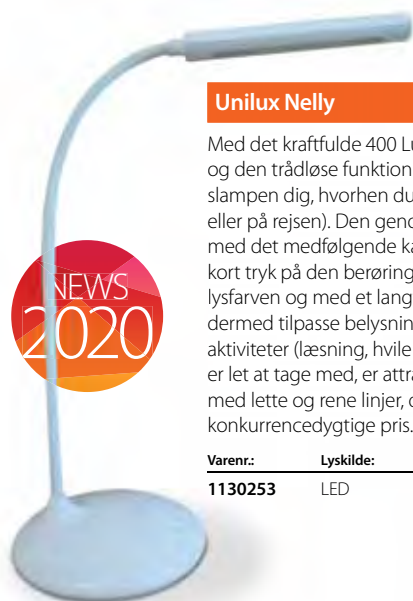 Unilux Nelly
Med det kraftfulde 400 Lu
og den trådløse funktion
slampen dig, hvorhen du
eller på rejsen). Den geno
med det medfølgende ka
kort tryk på den berøring
lysfarven og med et lang
dermed tilpasse belysnin
aktiviteter (læsning, hvile
er let at tage med, er attra
med lette og rene linjer, o
konkurrencedygtige pris.
NEWS
2020
Varenr.: Lyskilde:
1130253 LED